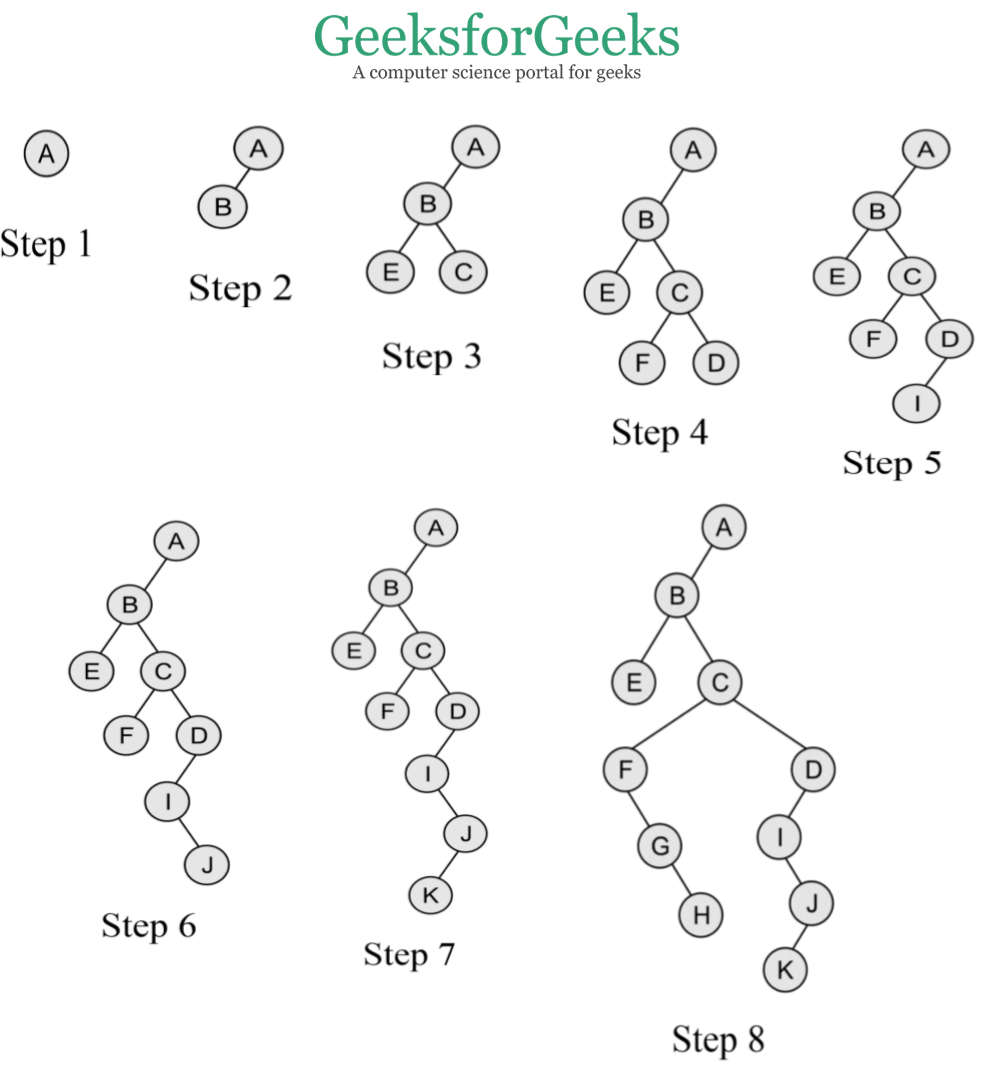 GeeksforGeeks
A computer science portal for geeks
A
B
A
Step 1
Step 2
A
B
E
C
Step 3
A
B
E
C
F
D
Step 4
A
B
E
C
F
D
I
Step 5
A
B
E
C
F
D
I
J
Step 6
A
B
E
C
F
D
I
J
K
Step 7
A
B
E
C
F
D
G
I
H
J
K
Step 8